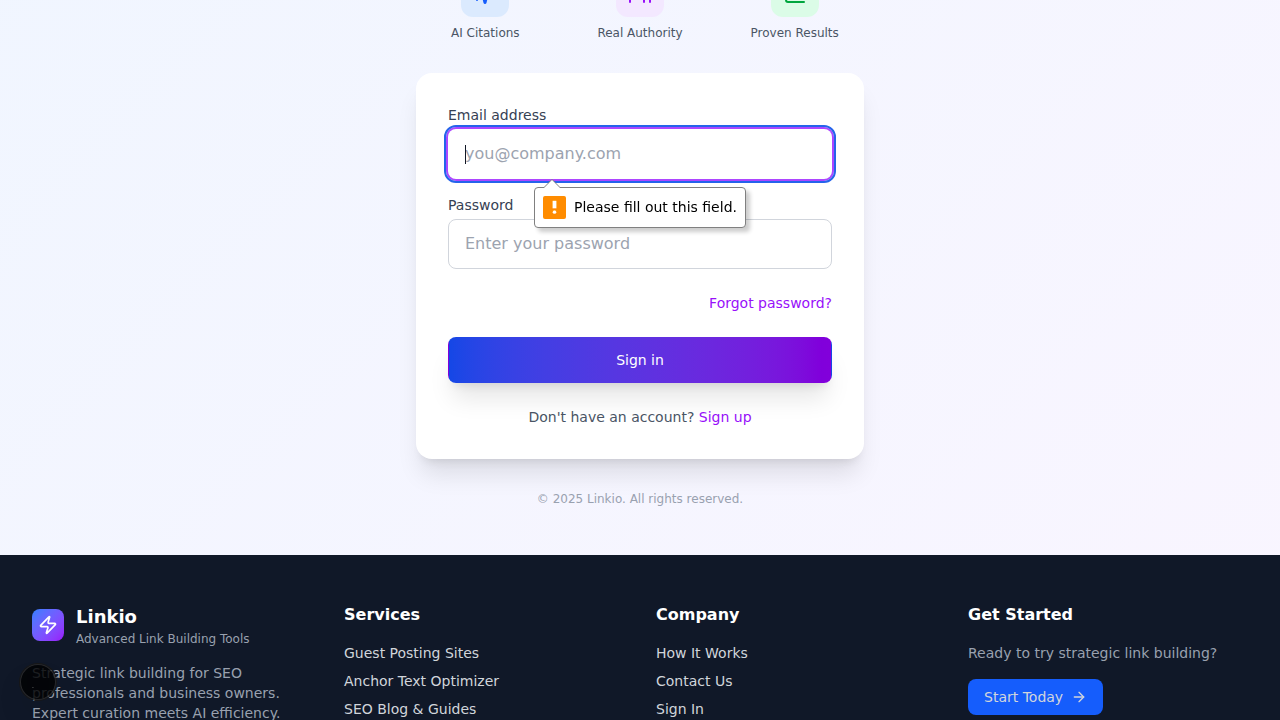 AI Citations
Real Authority
Proven Results
Email address
you@company.com
Please fill out this field.
Password
Enter your password
Forgot password?
Sign in
Don't have an account? Sign up
© 2025 Linkio. All rights reserved.
Linkio
Advanced Link Building Tools
Strategic link building for SEO
professionals and business owners.
Expert curation meets AI efficiency.
Services
Guest Posting Sites
Anchor Text Optimizer
SEO Blog & Guides
Company
How It Works
Contact Us
Sign In
Get Started
Ready to try strategic link building?
Start Today